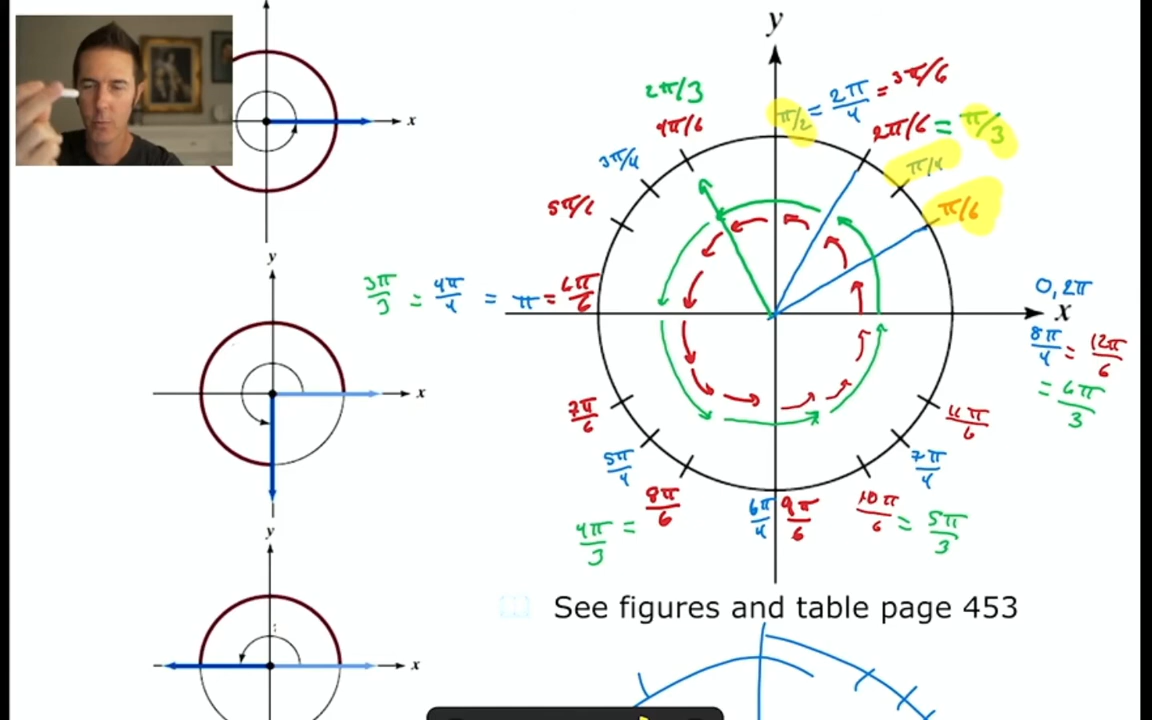 y
x
y
x
y
x
y
x
2π/3
4π/6
3π/4
5π/6
π/2 = 2π/4 = 3π/6
2π/6 = π/3
π/4
π/6
0, 2π
8π/4 = 12π/6
= 6π/3
3π/3 = 4π/4 = π = 6π/6
7π/6
5π/4
4π/3 = 8π/6
6π/4 9π/6
10π/6 = 5π/3
7π/4
11π/6
See figures and table page 453